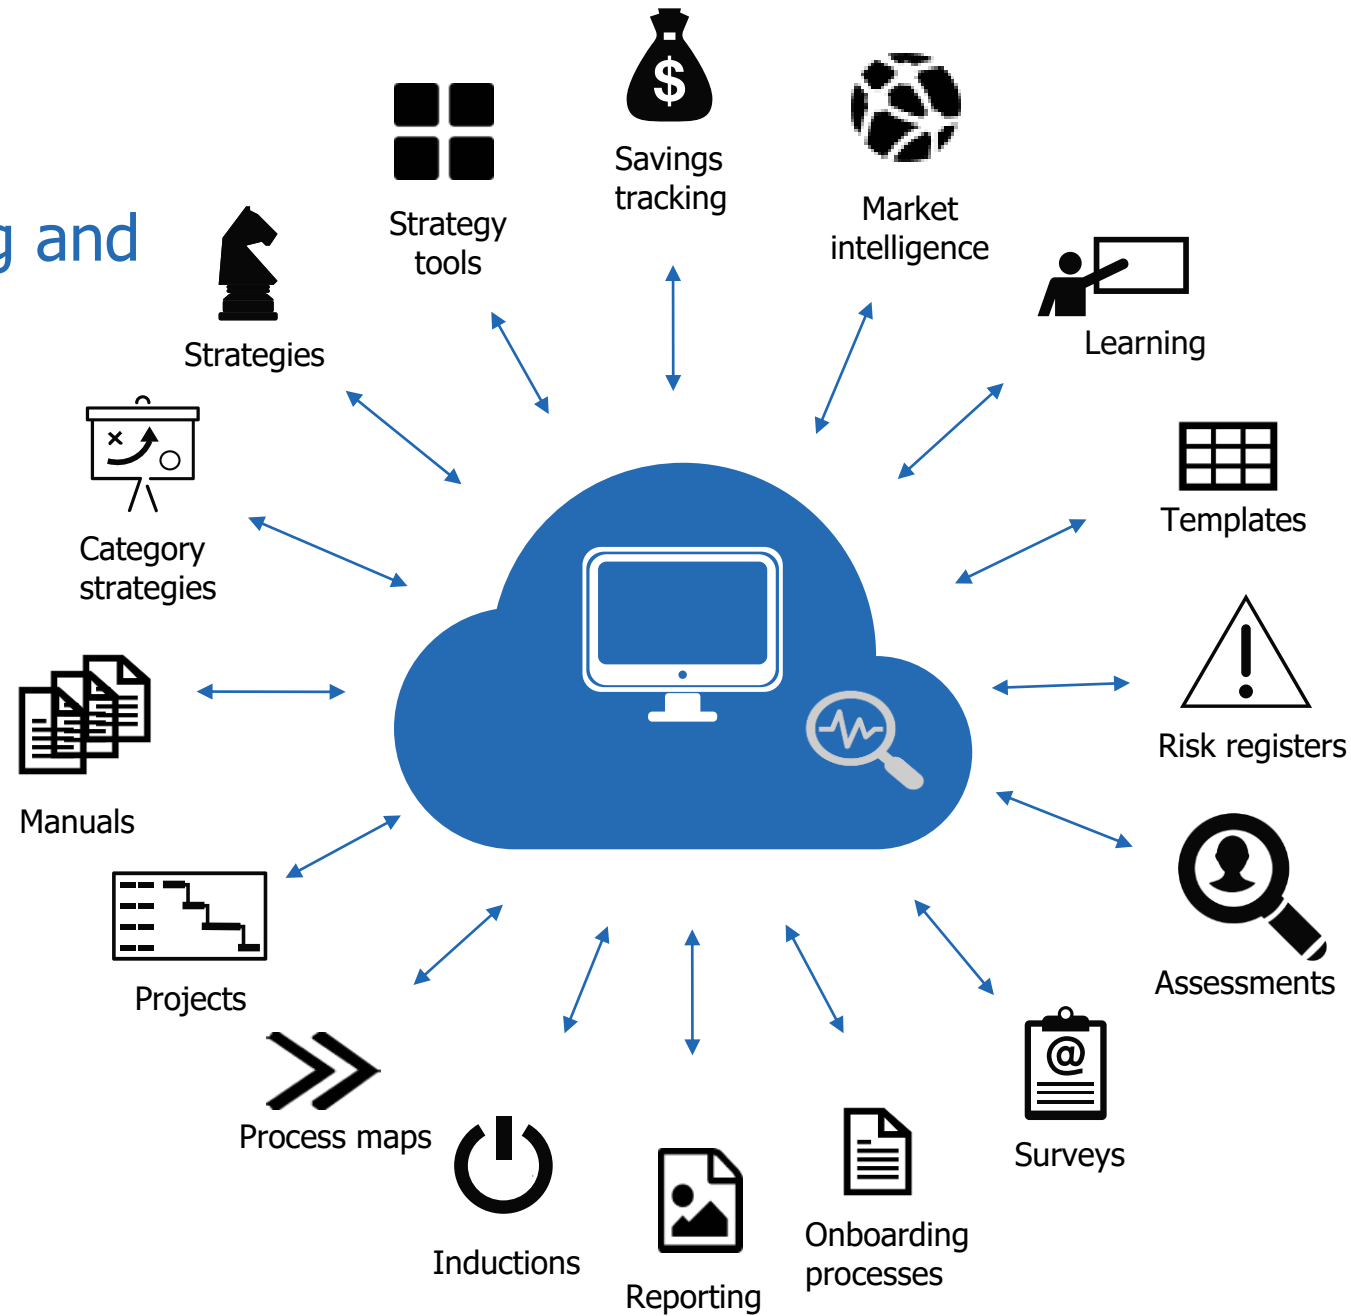 Savings
tracking
Market
intelligence
Strategy
tools
g and
Learning
Strategies
Templates
Category
strategies
Risk registers
Manuals
Assessments
Projects
Process maps
Surveys
Inductions
Onboarding
processes
Reporting
$
@